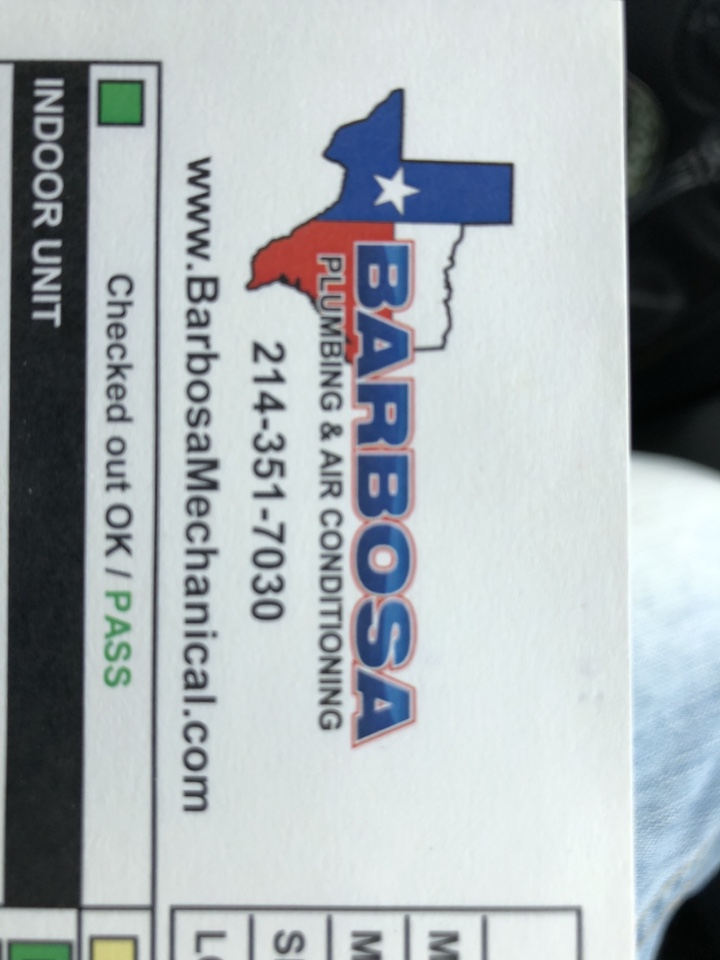 BARBOSA
PLUMBING & AIR CONDITIONING
214-351-7030
www.BarbosaMechanical.com
Checked out OK / PASS
INDOOR UNIT
M
M